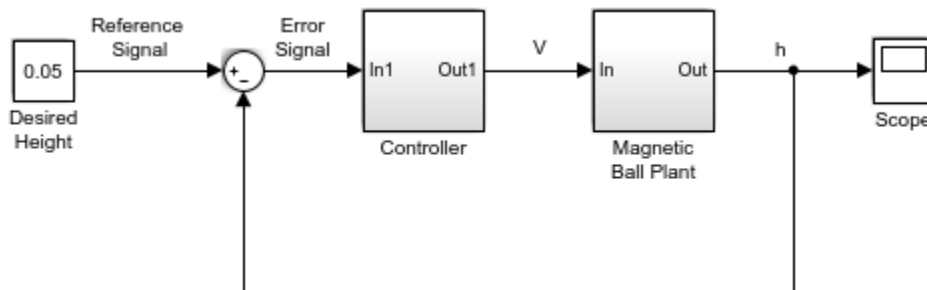 Reference
Signal
Error
Signal
0.05
+
-
In1
Out1
V
In
Out
h
Desired
Height
Controller
Magnetic
Ball Plant
Scope